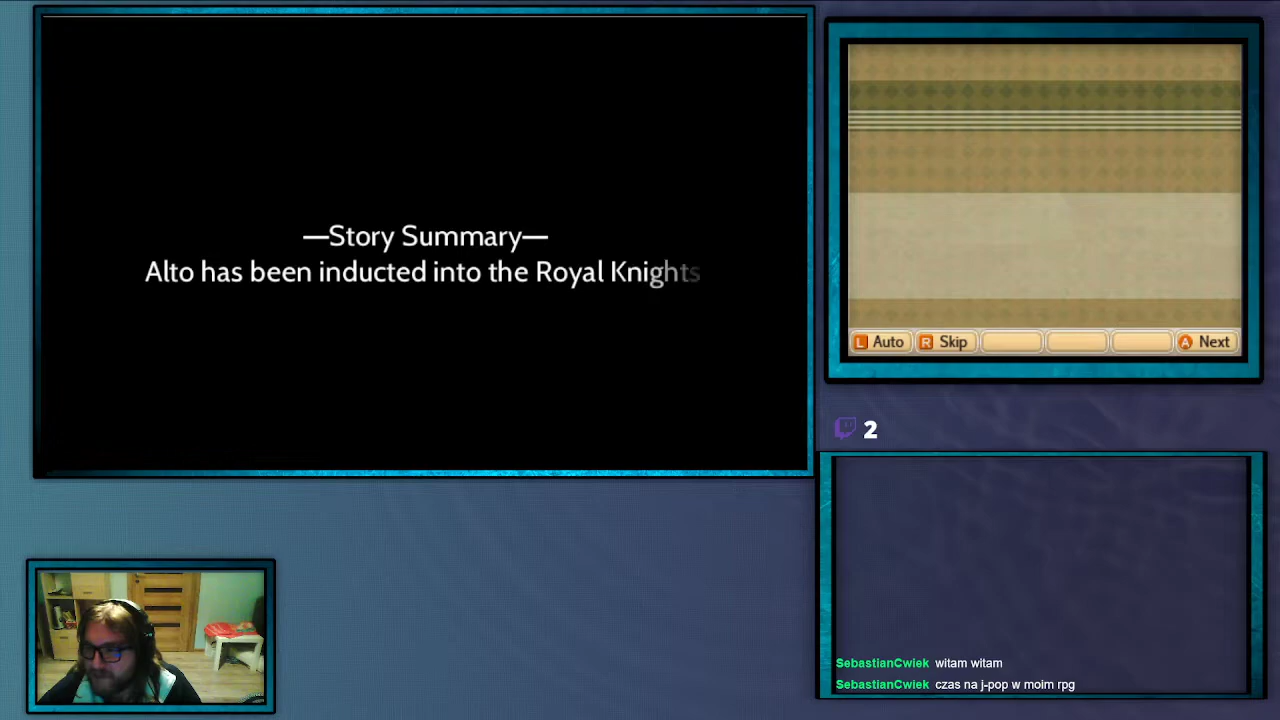 —Story Summary—
Alto has been inducted into the Royal Knights
L Auto
R Skip
A Next
2
SebastianCwiek witam witam
SebastianCwiek czas na j-pop w moim rpg